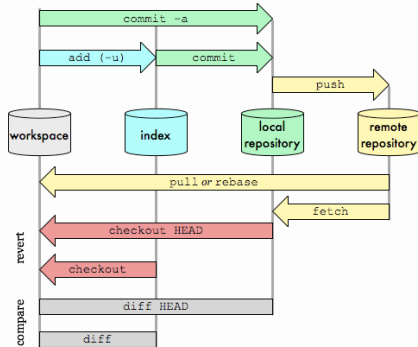 commit -a
add (-u)
commit
push
workspace
index
local
repository
remote
repository
pull or rebase
fetch
revert
checkout HEAD
checkout
compare
diff HEAD
diff